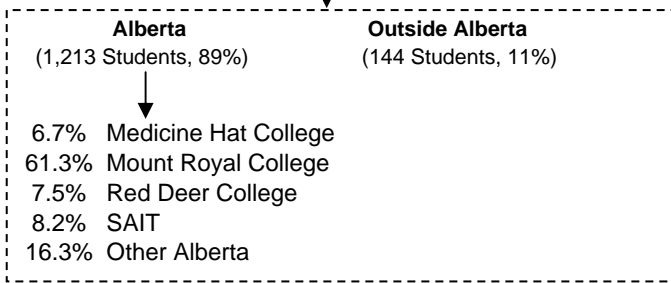 Alberta Outside Alberta
(1,213 Students, 89%) (144 Students, 11%)
6.7% Medicine Hat College
61.3% Mount Royal College
7.5% Red Deer College
8.2% SAIT
16.3% Other Alberta